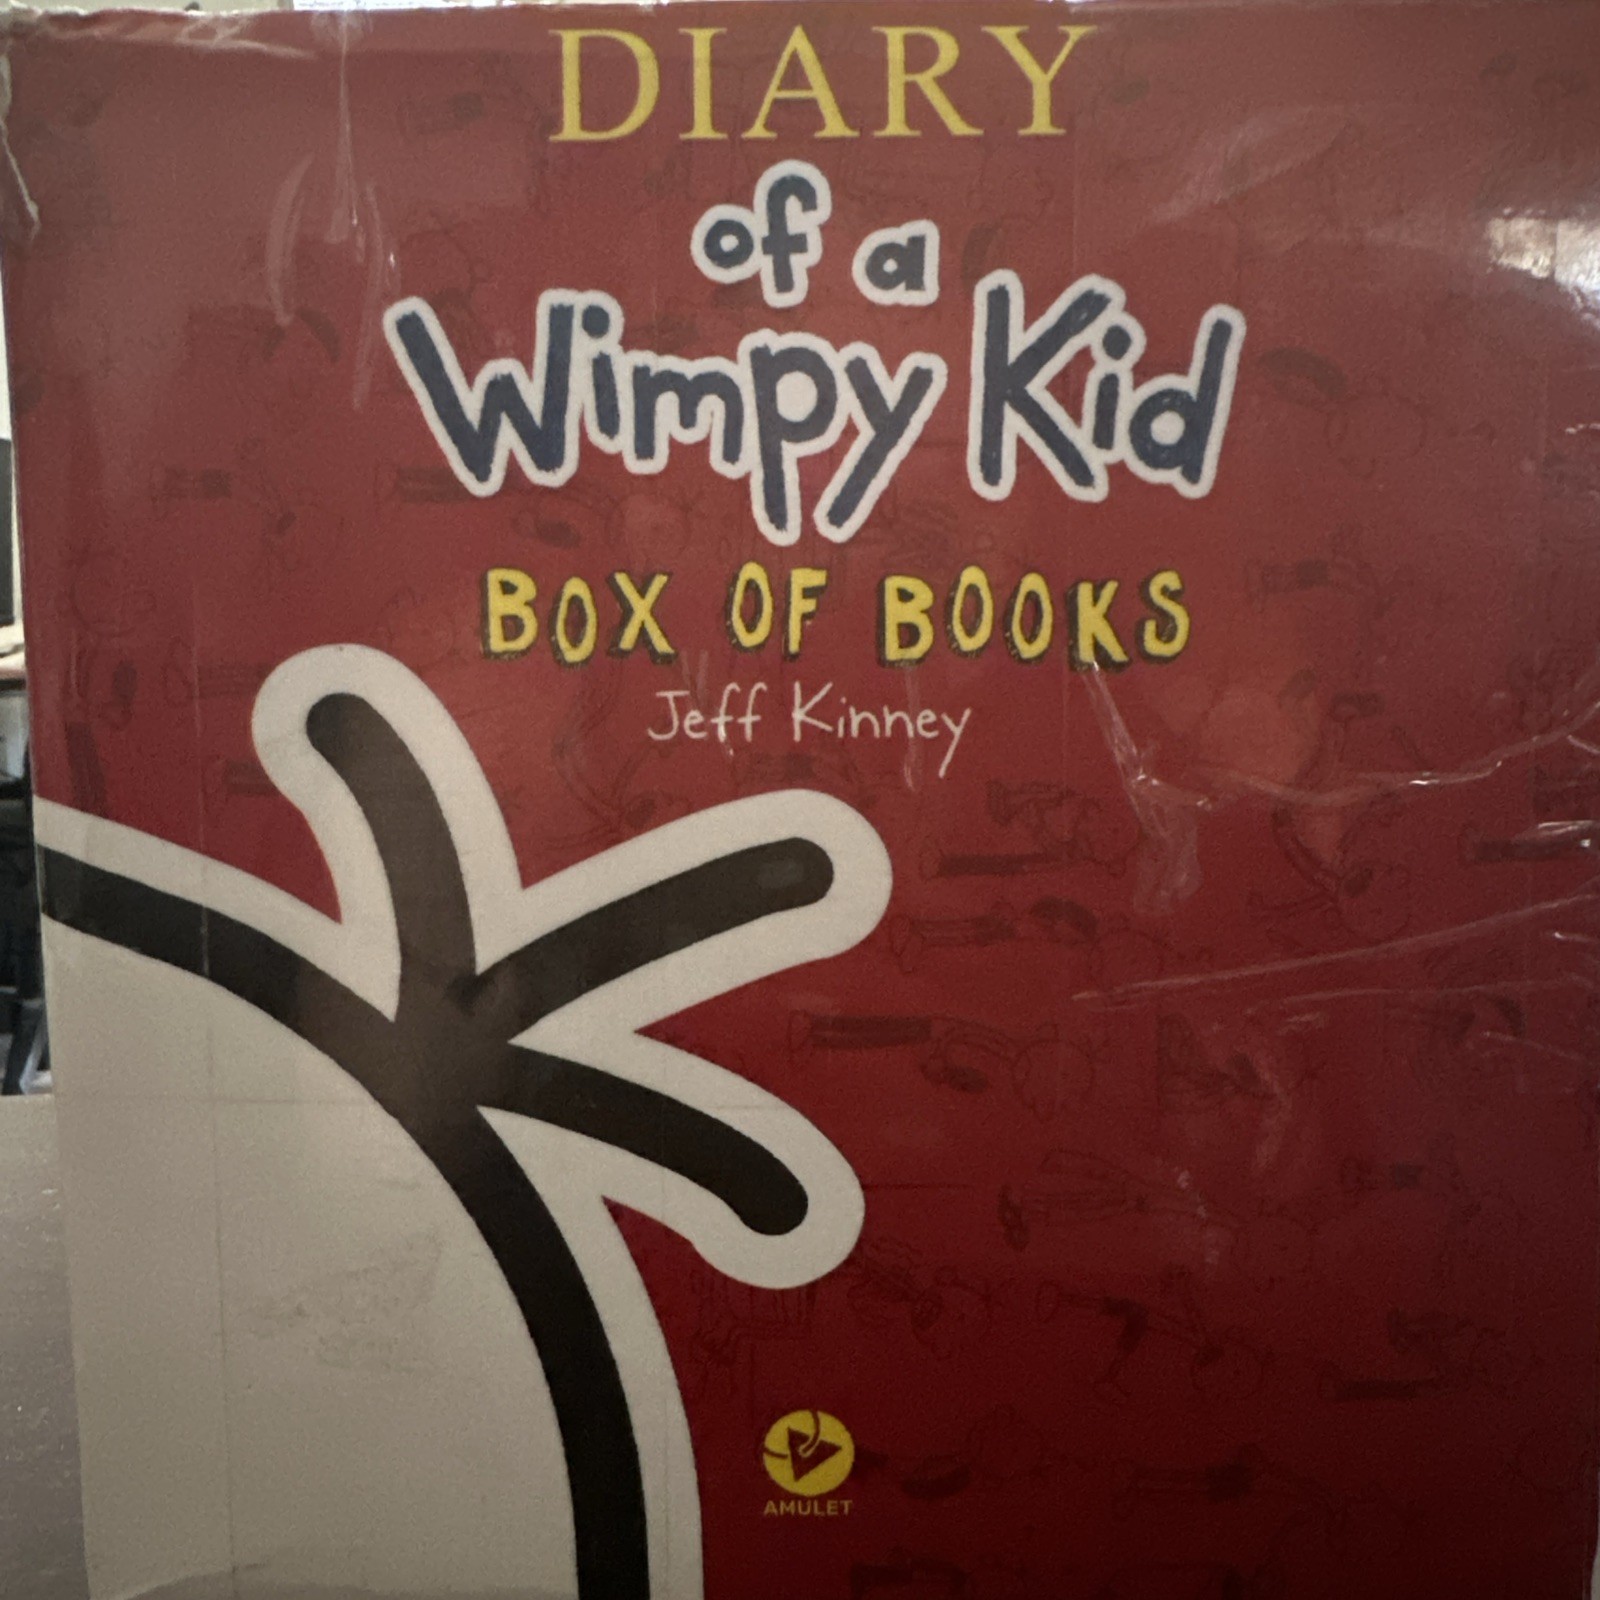 DIARY
of a
Wimpy Kid
BOX OF BOOKS
Jeff Kinney
AMULET